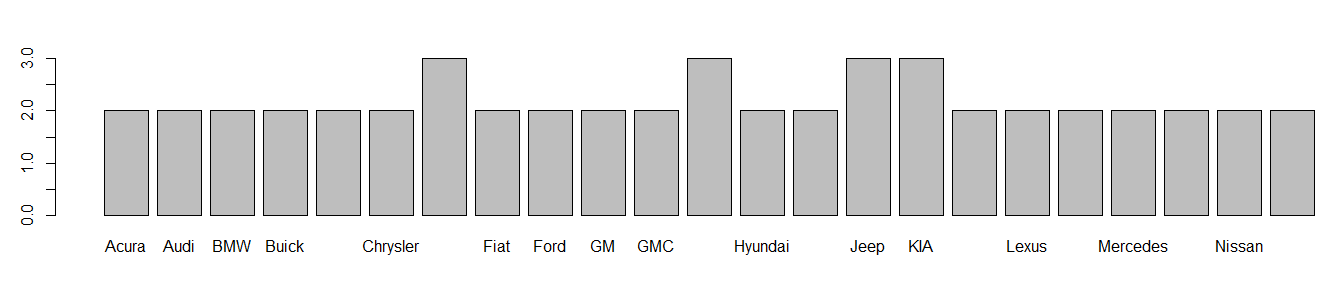 3.0
2.0
1.0
0.0
Acura Audi BMW Buick Chrysler Fiat Ford GM GMC Hyundai Jeep KIA Lexus Mercedes Nissan